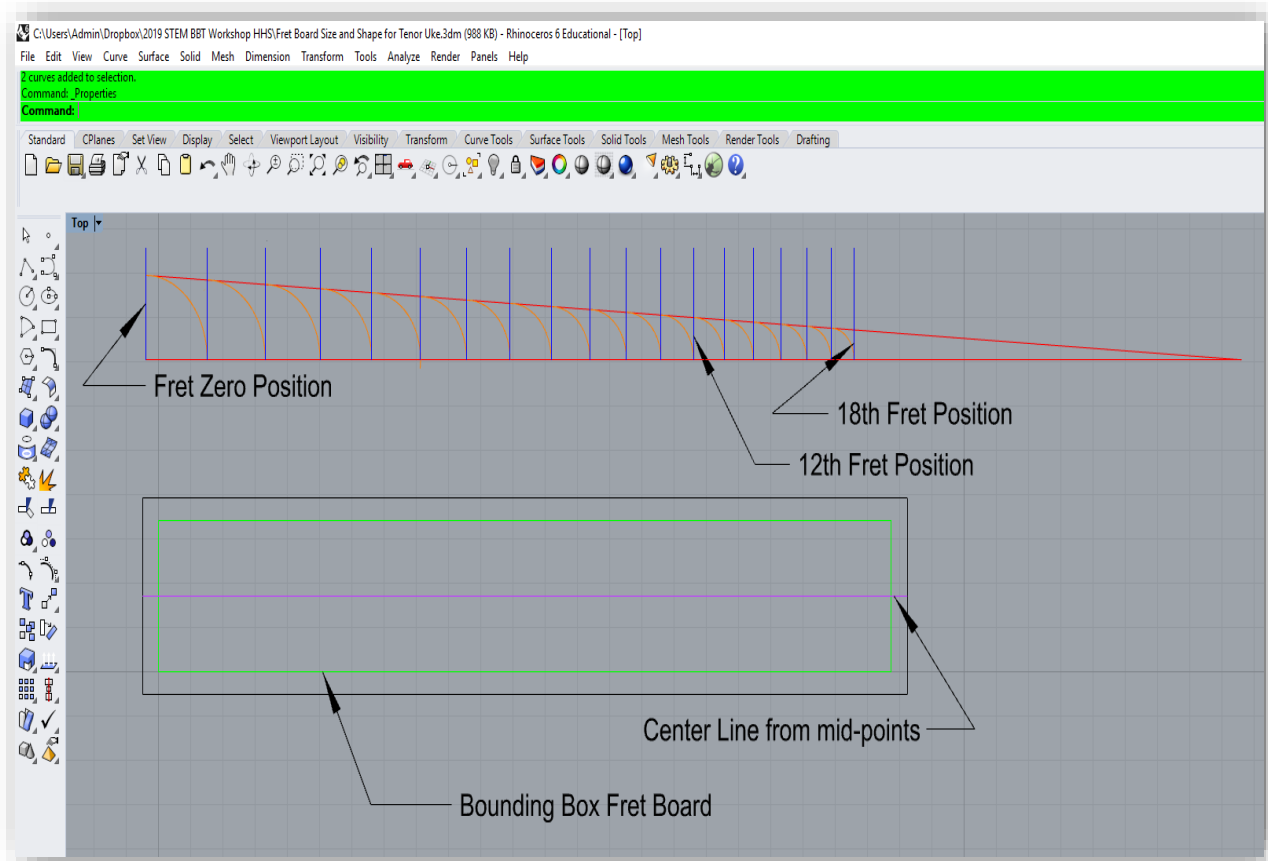 C:\Users\Admin\Dropbox\2019 STEM BBT Workshop HHS\Fret Board Size and Shape for Tenor Uke.3dm (988 KB) - Rhinoceros 6 Educational - [Top]
File Edit View Curve Surface Solid Mesh Dimension Transform Tools Analyze Render Panels Help
2 curves added to selection.
Command: _Properties
Command:
Standard CPlanes Set View Display Select Viewport Layout Visibility Transform Curve Tools Surface Tools Solid Tools Mesh Tools Render Tools Drafting
Top
Fret Zero Position
18th Fret Position
12th Fret Position
Center Line from mid-points
Bounding Box Fret Board